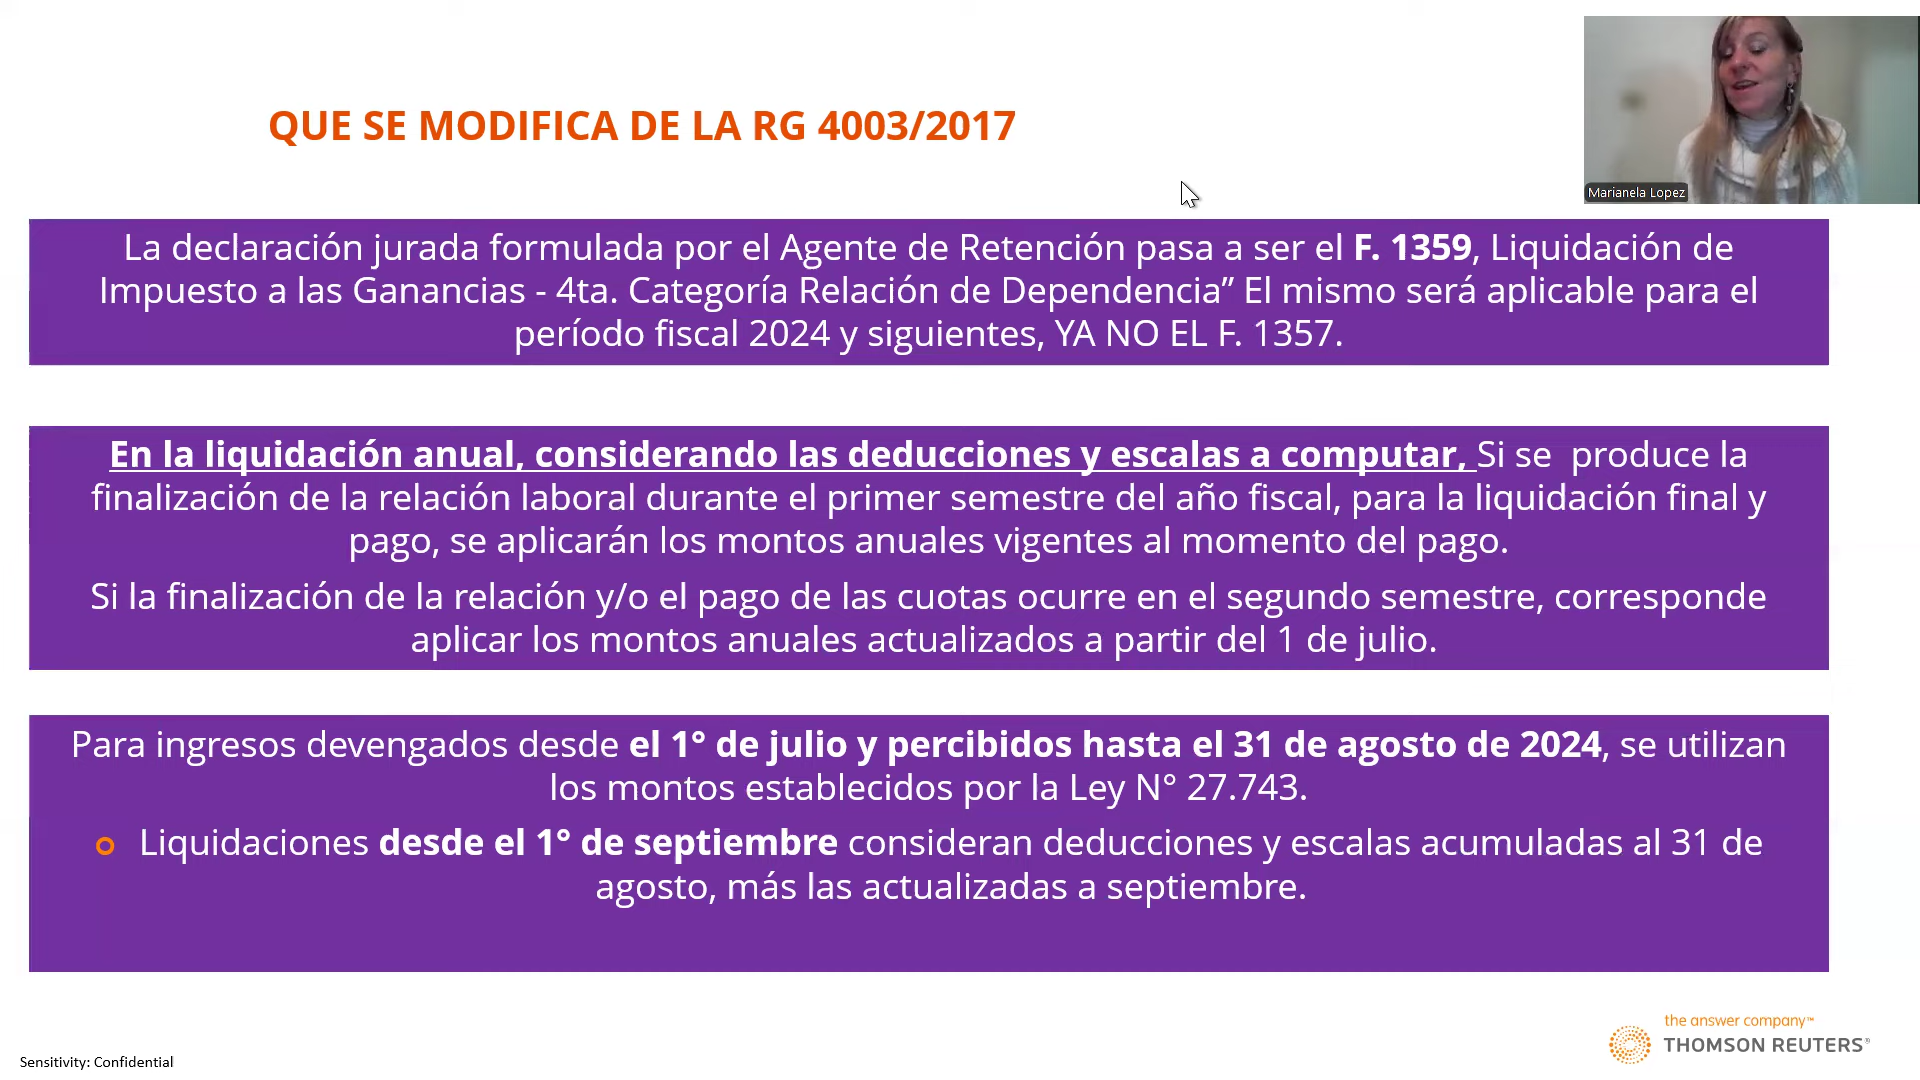 QUE SE MODIFICA DE LA RG 4003/2017
Marianela Lopez
La declaración jurada formulada por el Agente de Retención pasa a ser el F. 1359, Liquidación de
Impuesto a las Ganancias - 4ta. Categoría Relación de Dependencia” El mismo será aplicable para el
período fiscal 2024 y siguientes, YA NO EL F. 1357.
En la liquidación anual, considerando las deducciones y escalas a computar, Si se produce la
finalización de la relación laboral durante el primer semestre del año fiscal, para la liquidación final y
pago, se aplicarán los montos anuales vigentes al momento del pago.
Si la finalización de la relación y/o el pago de las cuotas ocurre en el segundo semestre, corresponde
aplicar los montos anuales actualizados a partir del 1 de julio.
Para ingresos devengados desde el 1° de julio y percibidos hasta el 31 de agosto de 2024, se utilizan
los montos establecidos por la Ley N° 27.743.
Liquidaciones desde el 1° de septiembre consideran deducciones y escalas acumuladas al 31 de
agosto, más las actualizadas a septiembre.
the answer company™
THOMSON REUTERS®
Sensitivity: Confidential